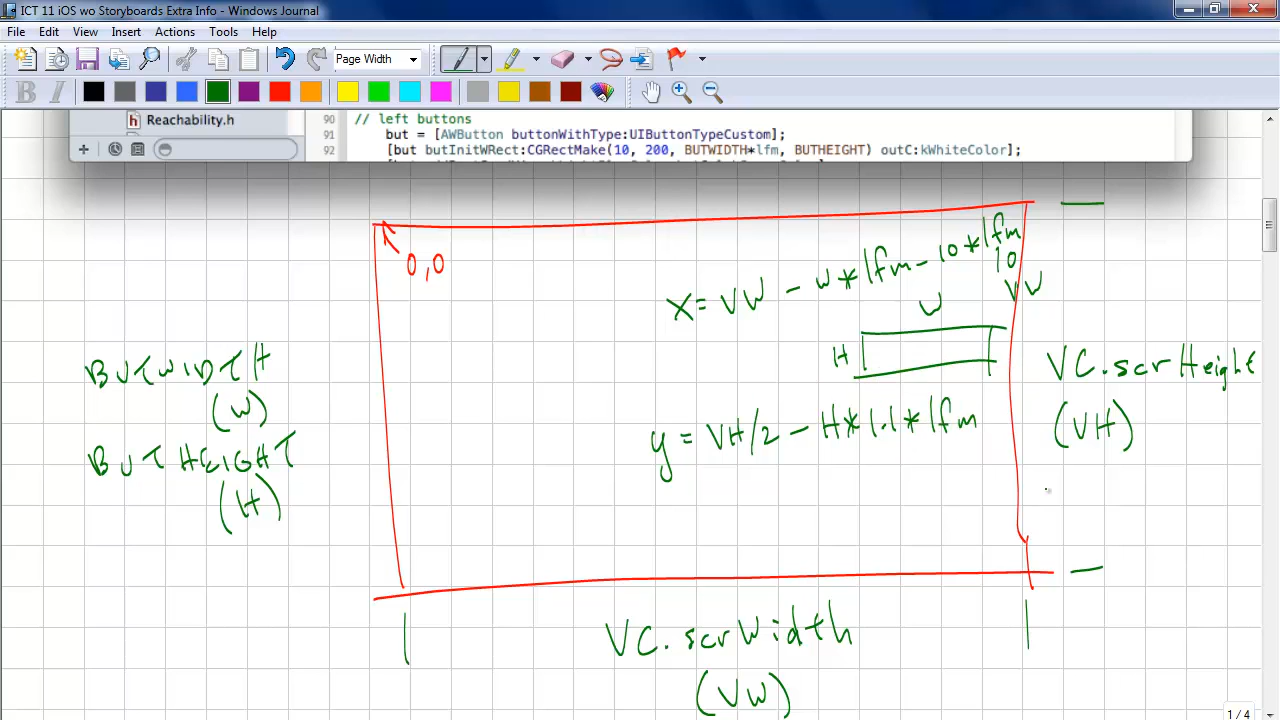 ICT 11 iOS wo Storyboards Extra Info - Windows Journal
File Edit View Insert Actions Tools Help
Page Width
B I
Reachability.h
90 // left buttons
91 but = [AWButton buttonWithType:UIButtonTypeCustom];
92 [but butInitWRect:CGRectMake(10, 200, BUTWIDTH*lfm, BUTHEIGHT) outC:kWhiteColor];
0,0
X = VW - W*lfm - 10*lfm
10
VW
W
H
BUTWIDTH
(W)
BUTHEIGHT
(H)
VC.scrHeight
(VH)
y = VH/2 - H*1.1*lfm
VC.scrWidth
(VW)
1/4